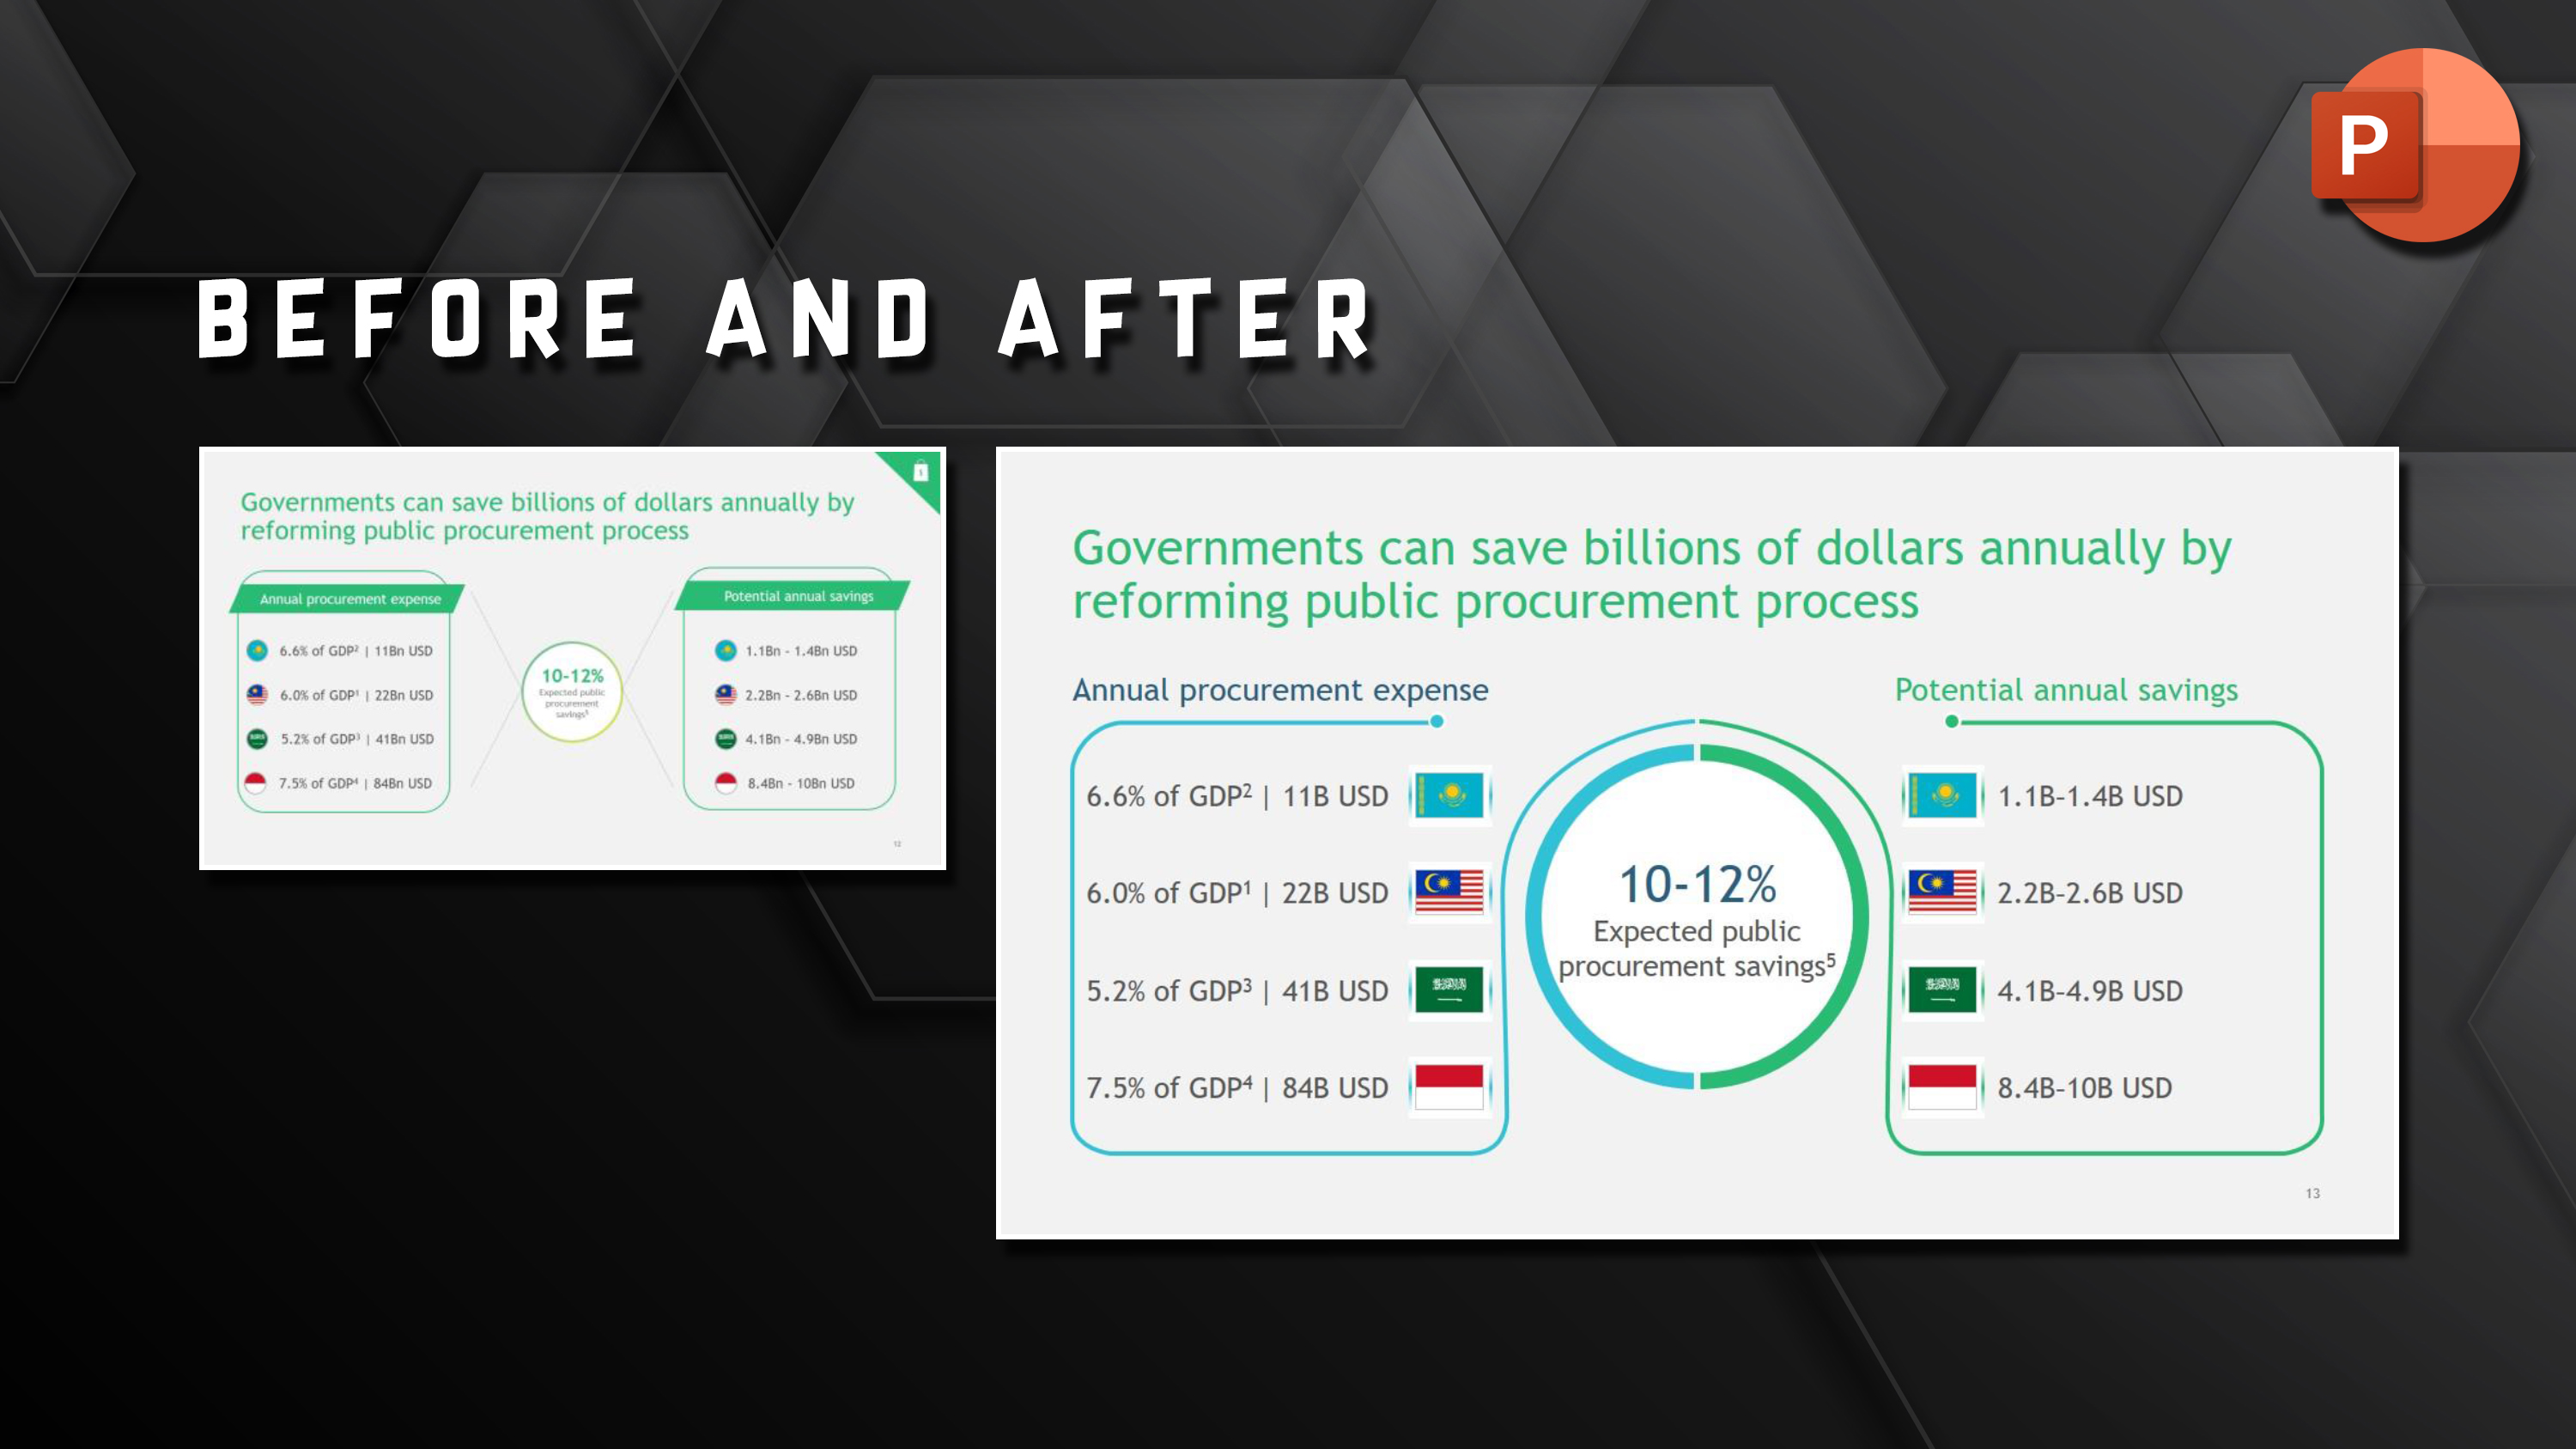 P
BEFORE AND AFTER
Governments can save billions of dollars annually by
reforming public procurement process
Annual procurement expense
6.6% of GDP² | 11Bn USD
6.0% of GDP¹ | 22Bn USD
5.2% of GDP³ | 41Bn USD
7.5% of GDP⁴ | 84Bn USD
10-12%
Expected public
procurement
savings⁵
Potential annual savings
1.1Bn - 1.4Bn USD
2.2Bn - 2.6Bn USD
4.1Bn - 4.9Bn USD
8.4Bn - 10Bn USD
12
Governments can save billions of dollars annually by
reforming public procurement process
Annual procurement expense
6.6% of GDP² | 11B USD
6.0% of GDP¹ | 22B USD
5.2% of GDP³ | 41B USD
7.5% of GDP⁴ | 84B USD
10-12%
Expected public
procurement savings⁵
Potential annual savings
1.1B-1.4B USD
2.2B-2.6B USD
4.1B-4.9B USD
8.4B-10B USD
13